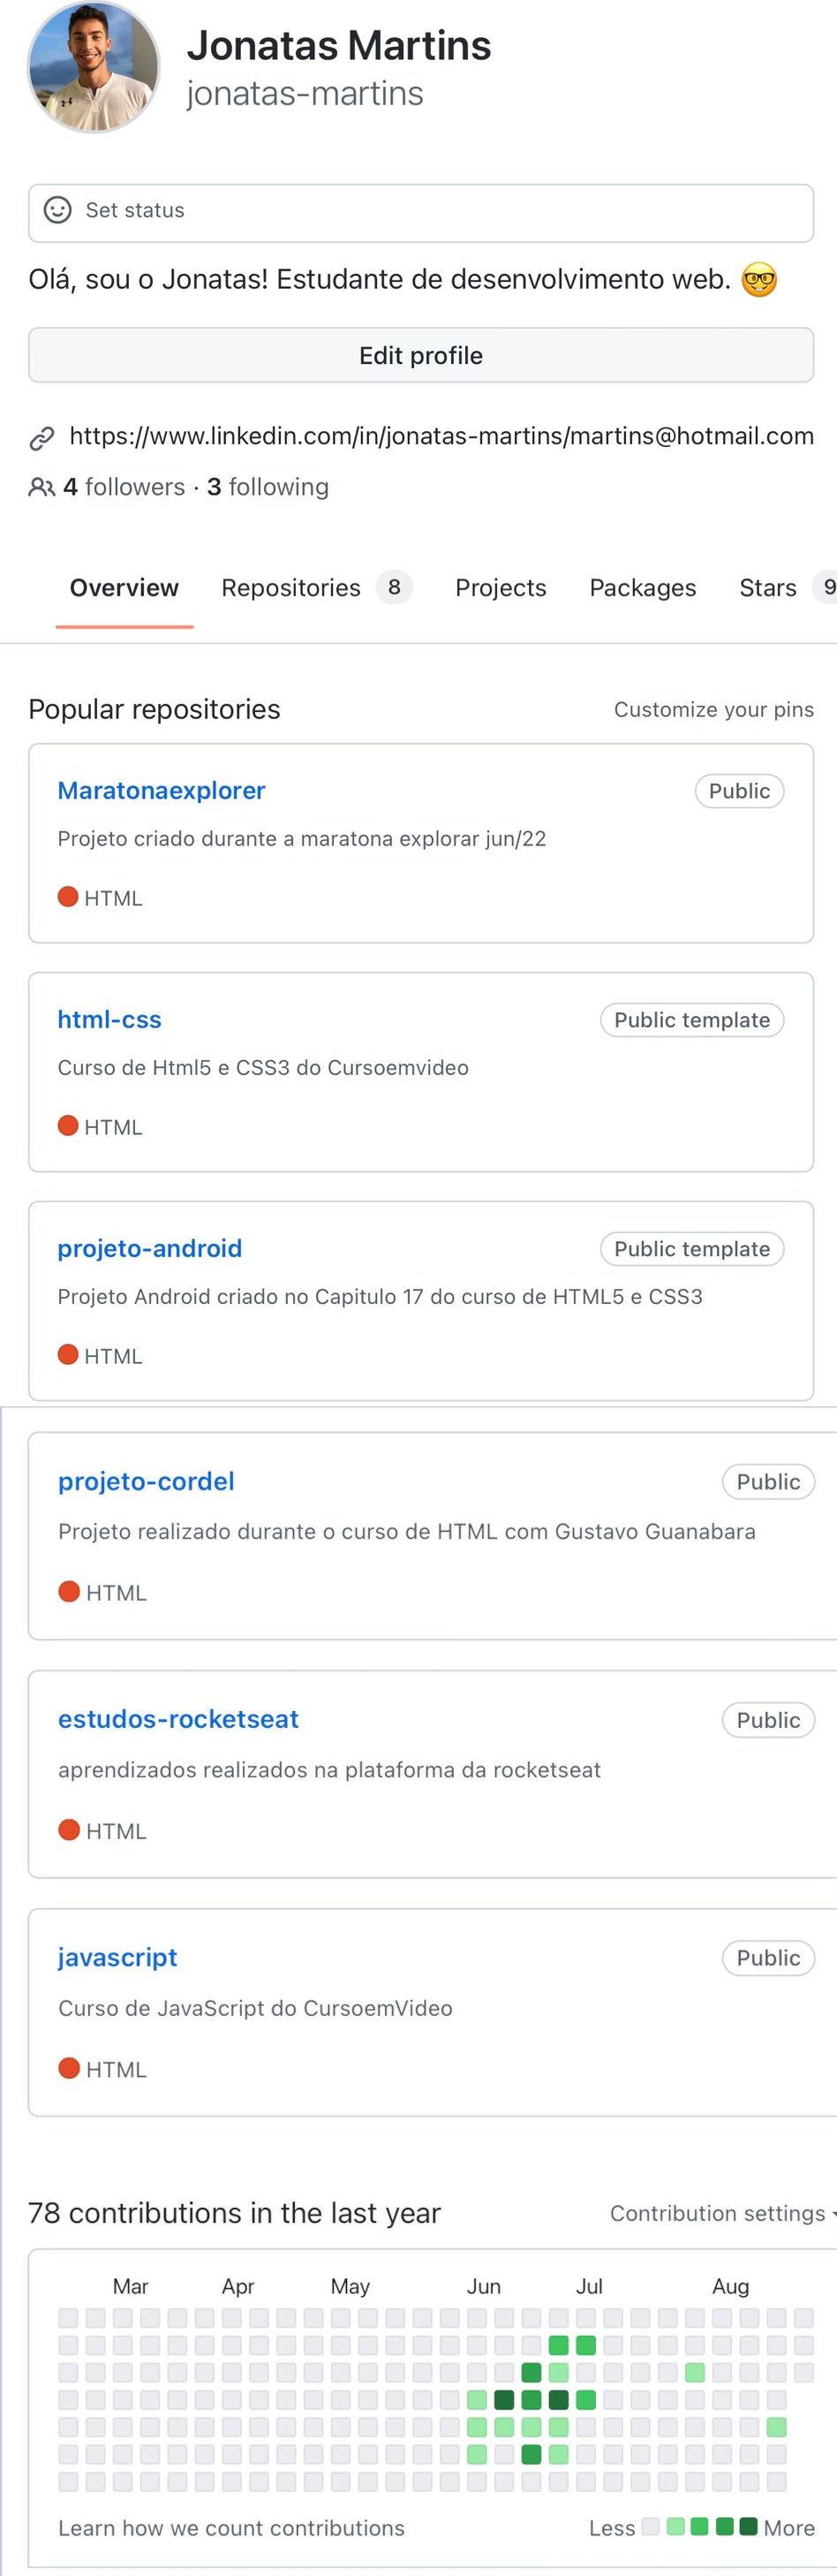 Jonatas Martins
jonatas-martins
Set status
Olá, sou o Jonatas! Estudante de desenvolvimento web. 🤓
Edit profile
https://www.linkedin.com/in/jonatas-martins/martins@hotmail.com
4 followers · 3 following
Overview Repositories 8 Projects Packages Stars 9
Popular repositories Customize your pins
Maratonaexplorer Public
Projeto criado durante a maratona explorar jun/22
HTML
html-css Public template
Curso de Html5 e CSS3 do Cursoemvideo
HTML
projeto-android Public template
Projeto Android criado no Capitulo 17 do curso de HTML5 e CSS3
HTML
projeto-cordel Public
Projeto realizado durante o curso de HTML com Gustavo Guanabara
HTML
estudos-rocketseat Public
aprendizados realizados na plataforma da rocketseat
HTML
javascript Public
Curso de JavaScript do CursoemVideo
HTML
78 contributions in the last year Contribution settings
Mar Apr May Jun Jul Aug
Learn how we count contributions Less More